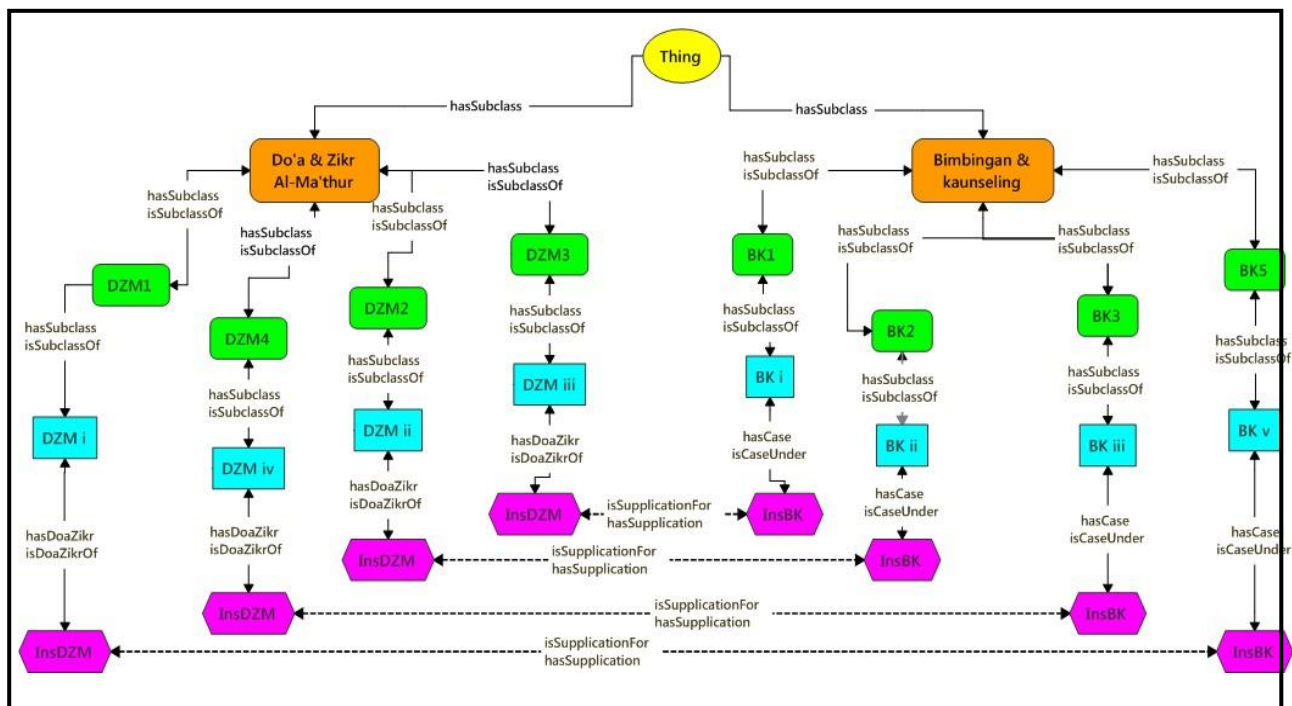 Thing
hasSubclass
hasSubclass
Do'a & Zikr
Al-Ma'thur
Bimbingan &
kaunseling
hasSubclass
isSubclassOf
hasSubclass
isSubclassOf
hasSubclass
isSubclassOf
hasSubclass
isSubclassOf
hasSubclass
isSubclassOf
hasSubclass
isSubclassOf
hasSubclass
isSubclassOf
hasSubclass
isSubclassOf
DZM1
DZM4
DZM2
DZM3
BK1
BK2
BK3
BK5
hasSubclass
isSubclassOf
hasSubclass
isSubclassOf
hasSubclass
isSubclassOf
hasSubclass
isSubclassOf
hasSubclass
isSubclassOf
hasSubclass
isSubclassOf
hasSubclass
isSubclassOf
hasSubclass
isSubclassOf
DZM i
DZM iv
DZM ii
DZM iii
BK i
BK ii
BK iii
BK v
hasDoaZikr
isDoaZikrOf
hasDoaZikr
isDoaZikrOf
hasDoaZikr
isDoaZikrOf
hasDoaZikr
isDoaZikrOf
hasCase
isCaseUnder
hasCase
isCaseUnder
hasCase
isCaseUnder
hasCase
isCaseUnder
InsDZM
isSupplicationFor
hasSupplication
InsBK
InsDZM
isSupplicationFor
hasSupplication
InsBK
InsDZM
isSupplicationFor
hasSupplication
InsBK
InsDZM
isSupplicationFor
hasSupplication
InsBK